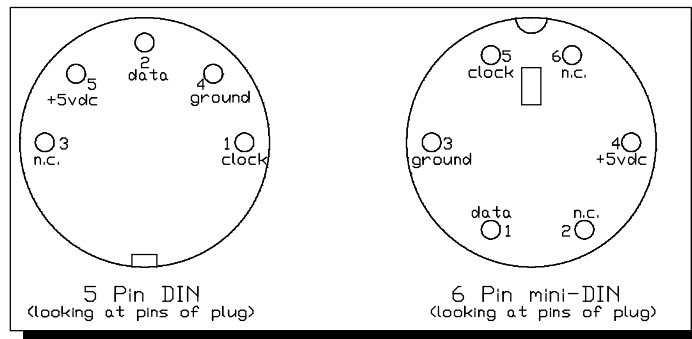 2
data
5
+5vdc
4
ground
3
n.c.
1
clock
5 Pin DIN
(looking at pins of plug)
5
clock
6
n.c.
3
ground
4
+5vdc
data
1
n.c.
2
6 Pin mini-DIN
(looking at pins of plug)